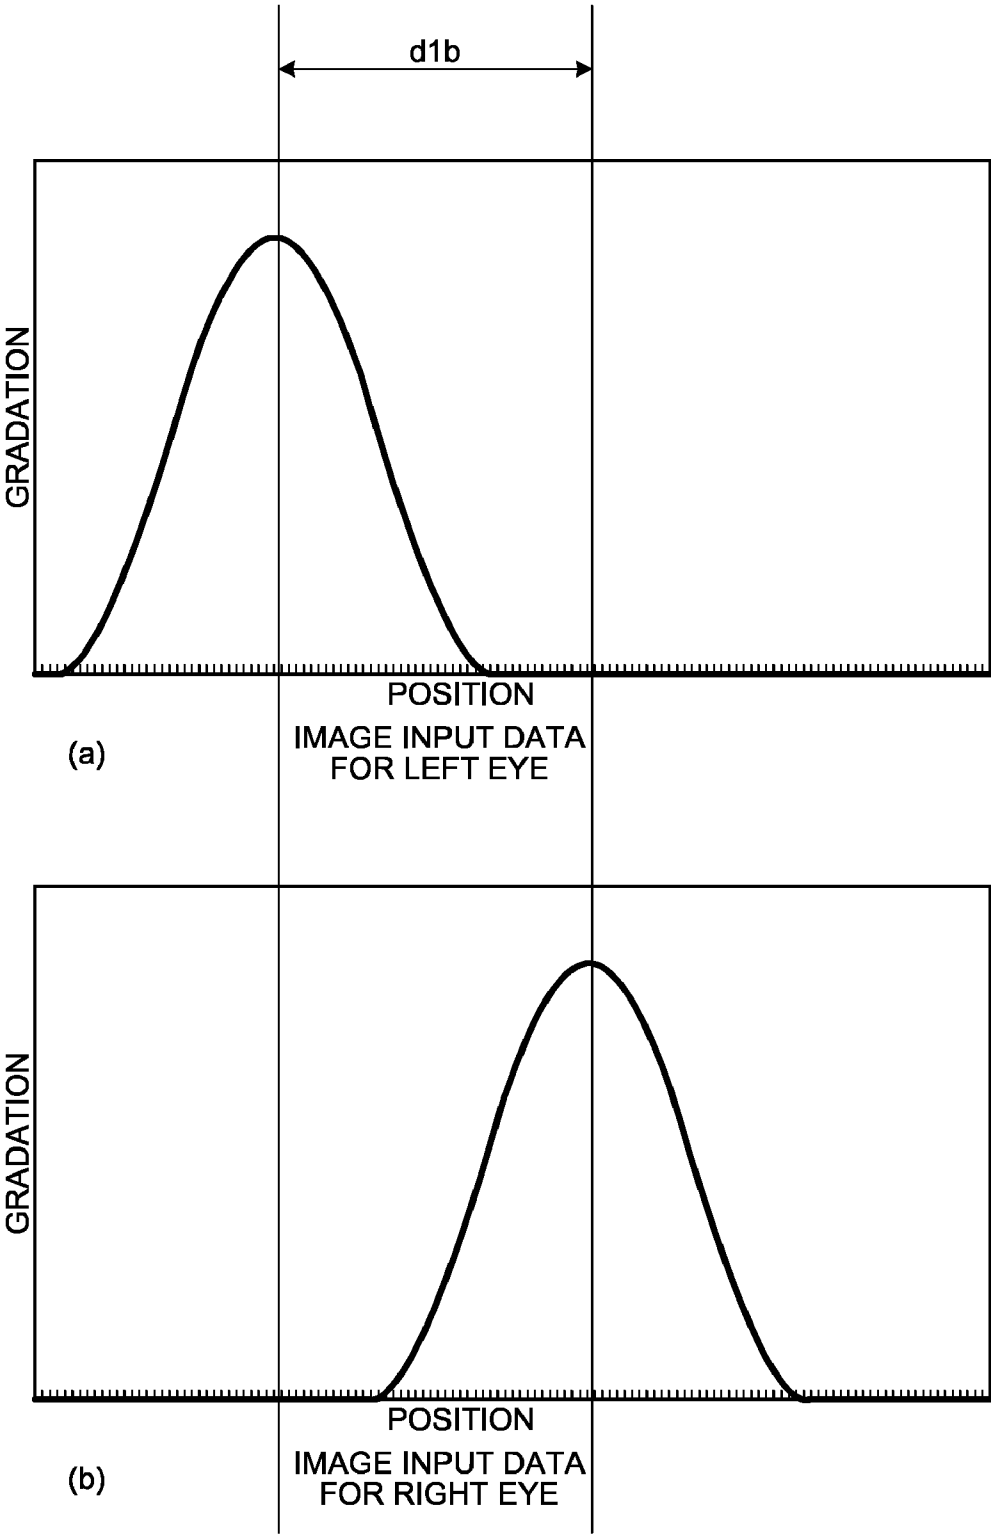 d1b
GRADATION
POSITION
(a)
IMAGE INPUT DATA
FOR LEFT EYE
GRADATION
POSITION
(b)
IMAGE INPUT DATA
FOR RIGHT EYE